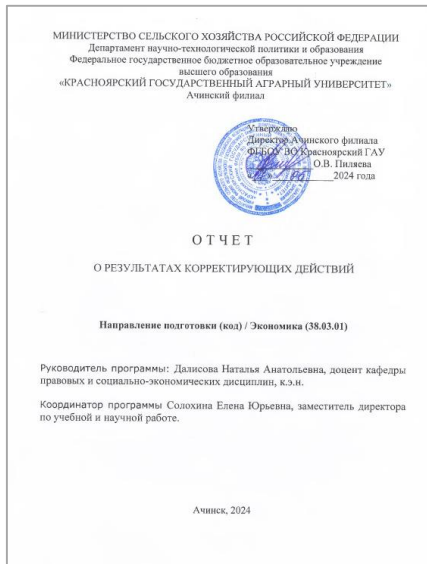 МИНИСТЕРСТВО СЕЛЬСКОГО ХОЗЯЙСТВА РОССИЙСКОЙ ФЕДЕРАЦИИ
Департамент научно-технологической политики и образования
Федеральное государственное бюджетное образовательное учреждение
высшего образования
«КРАСНОЯРСКИЙ ГОСУДАРСТВЕННЫЙ АГРАРНЫЙ УНИВЕРСИТЕТ»
Ачинский филиал
Утверждаю
Директор Ачинского филиала
ФГБОУ ВО Красноярский ГАУ
О.В. Пиляева
2024 года
О Т Ч Е Т
О РЕЗУЛЬТАТАХ КОРРЕКТИРУЮЩИХ ДЕЙСТВИЙ
Направление подготовки (код) / Экономика (38.03.01)
Руководитель программы: Далисова Наталья Анатольевна, доцент кафедры
правовых и социально-экономических дисциплин, к.э.н.
Координатор программы Солохина Елена Юрьевна, заместитель директора
по учебной и научной работе.
Ачинск, 2024